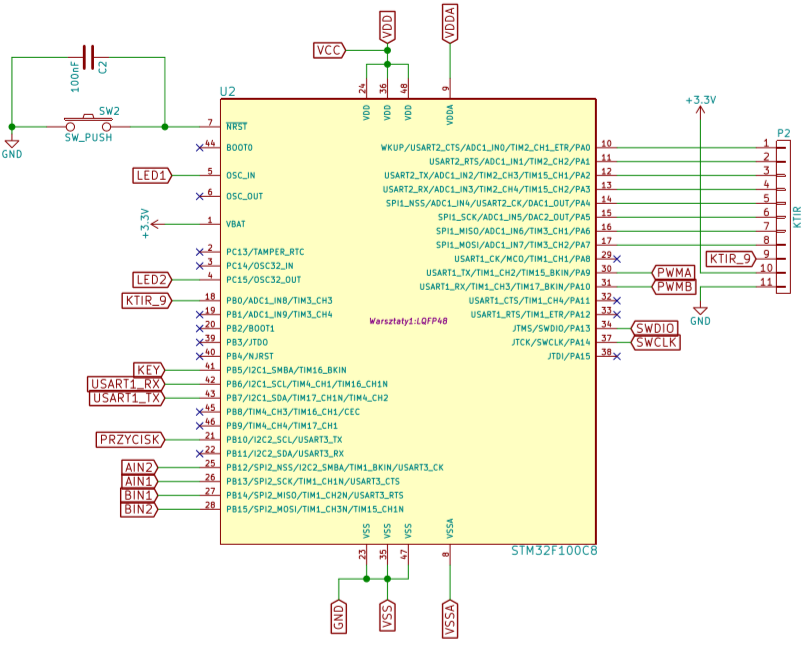 VDD
VDDA
VCC
100nF
C2
SW2
SW_PUSH
GND
U2
24
36
48
9
VDD
VDD
VDD
VDDA
7 NRST
44 BOOT0
LED1 5 OSC_IN
6 OSC_OUT
+3.3V 1 VBAT
2 PC13/TAMPER_RTC
3 PC14/OSC32_IN
LED2 4 PC15/OSC32_OUT
KTIR_9 18 PB0/ADC1_IN8/TIM3_CH3
19 PB1/ADC1_IN9/TIM3_CH4
20 PB2/BOOT1
39 PB3/JTDO
40 PB4/NJRST
KEY 41 PB5/I2C1_SMBA/TIM16_BKIN
USART1_RX 42 PB6/I2C1_SCL/TIM4_CH1/TIM16_CH1N
USART1_TX 43 PB7/I2C1_SDA/TIM17_CH1N/TIM4_CH2
45 PB8/TIM4_CH3/TIM16_CH1/CEC
46 PB9/TIM4_CH4/TIM17_CH1
PRZYCISK 21 PB10/I2C2_SCL/USART3_TX
22 PB11/I2C2_SDA/USART3_RX
AIN2 25 PB12/SPI2_NSS/I2C2_SMBA/TIM1_BKIN/USART3_CK
AIN1 26 PB13/SPI2_SCK/TIM1_CH1N/USART3_CTS
BIN1 27 PB14/SPI2_MISO/TIM1_CH2N/USART3_RTS
BIN2 28 PB15/SPI2_MOSI/TIM1_CH3N/TIM15_CH1N
Warsztaty1:LQFP48
WKUP/USART2_CTS/ADC1_IN0/TIM2_CH1_ETR/PA0 10
USART2_RTS/ADC1_IN1/TIM2_CH2/PA1 11
USART2_TX/ADC1_IN2/TIM2_CH3/TIM15_CH1/PA2 12
USART2_RX/ADC1_IN3/TIM2_CH4/TIM15_CH2/PA3 13
SPI1_NSS/ADC1_IN4/USART2_CK/DAC1_OUT/PA4 14
SPI1_SCK/ADC1_IN5/DAC2_OUT/PA5 15
SPI1_MISO/ADC1_IN6/TIM3_CH1/PA6 16
SPI1_MOSI/ADC1_IN7/TIM3_CH2/PA7 17
USART1_CK/MCO/TIM1_CH1/PA8 29
USART1_TX/TIM1_CH2/TIM15_BKIN/PA9 30 PWMA
USART1_RX/TIM1_CH3/TIM17_BKIN/PA10 31 PWMB
USART1_CTS/TIM1_CH4/PA11 32
USART1_RTS/TIM1_ETR/PA12 33
JTMS/SWDIO/PA13 34 SWDIO
JTCK/SWCLK/PA14 37 SWCLK
JTDI/PA15 38
+3.3V
GND
P2
1
2
3
4
5
6
7
8
KTIR_9 9
10
11
KTIR
VSS
VSS
VSS
VSSA
23
35
47
8
STM32F100C8
GND
VSS
VSSA